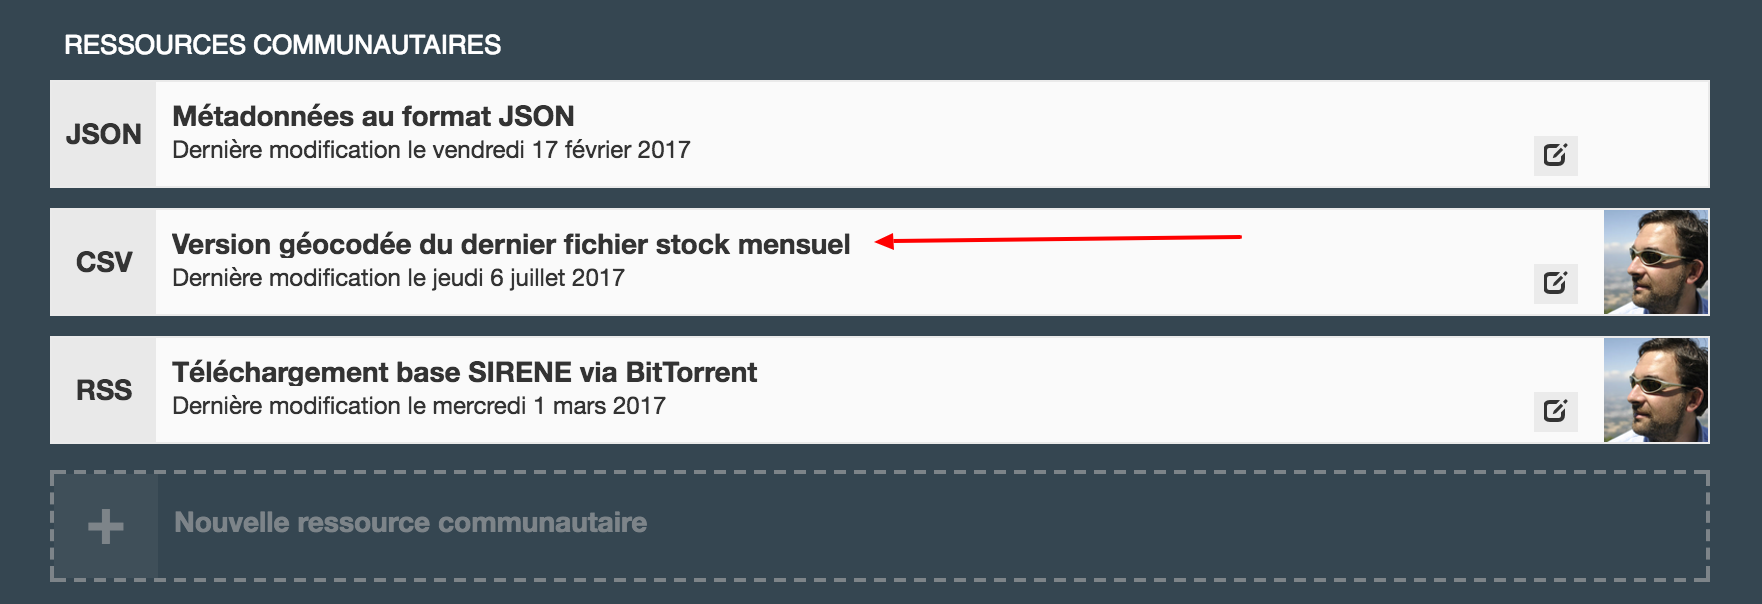 RESSOURCES COMMUNAUTAIRES
JSON
Métadonnées au format JSON
Dernière modification le vendredi 17 février 2017
CSV
Version géocodée du dernier fichier stock mensuel
Dernière modification le jeudi 6 juillet 2017
RSS
Téléchargement base SIRENE via BitTorrent
Dernière modification le mercredi 1 mars 2017
+
Nouvelle ressource communautaire